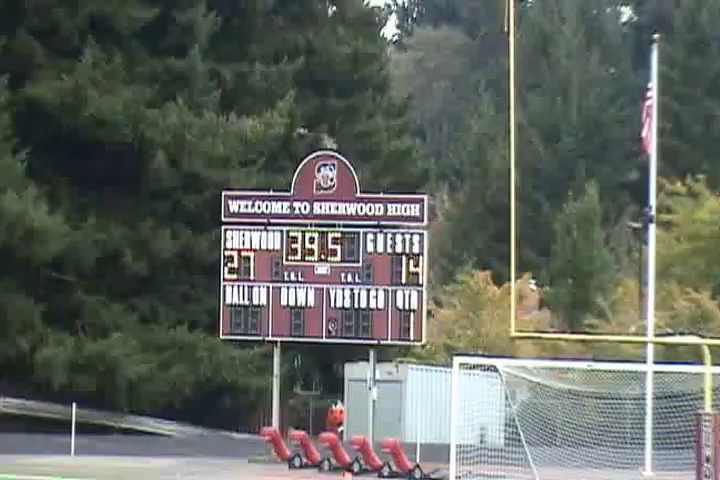 WELCOME TO SHERWOOD HIGH
SHERWOOD 39.5 GUESTS
27 T.O.L. T.O.L. 14
BALL ON DOWN YDS TO GO QTR